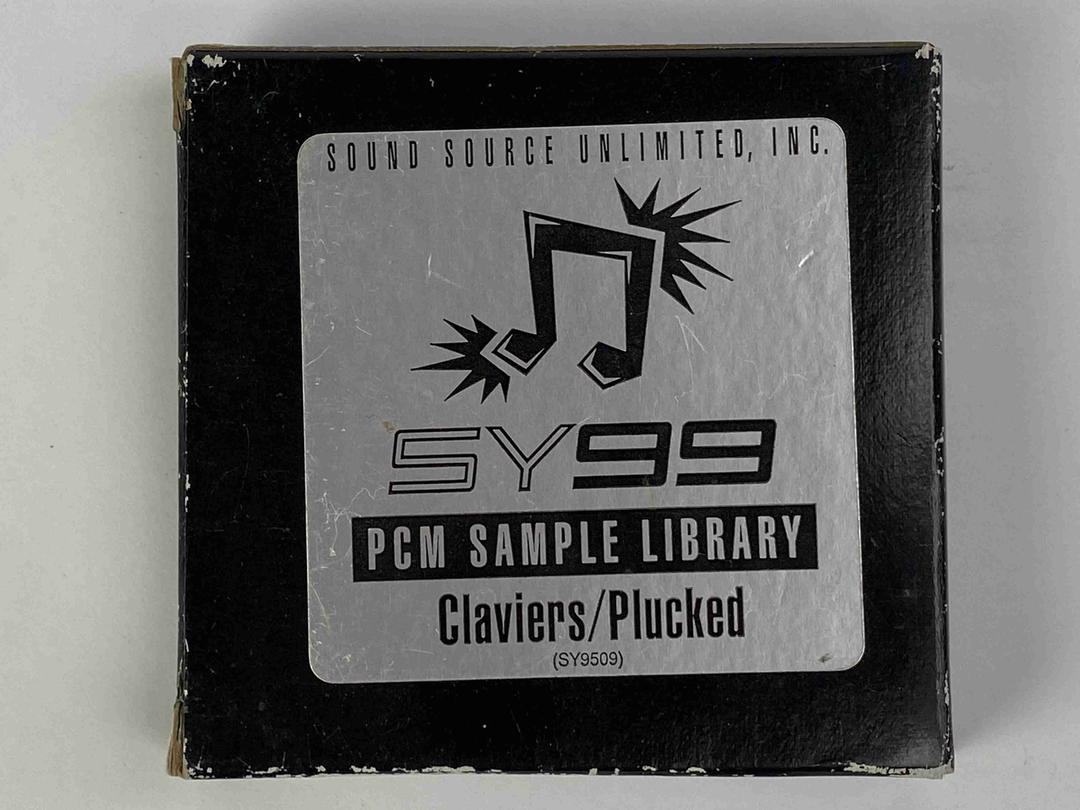 SOUND SOURCE UNLIMITED, INC.
SY99
PCM SAMPLE LIBRARY
Claviers/Plucked
(SY9509)